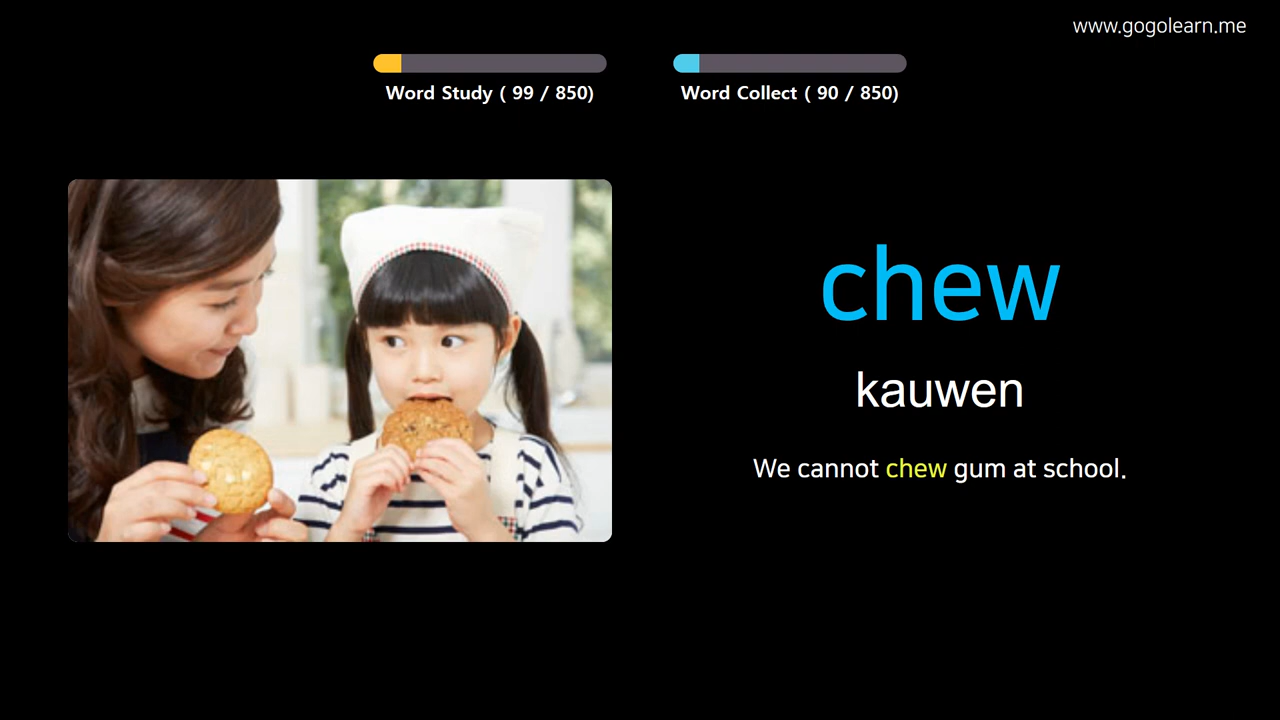 www.gogolearn.me
Word Study ( 99 / 850)
Word Collect ( 90 / 850)
chew
kauwen
We cannot chew gum at school.